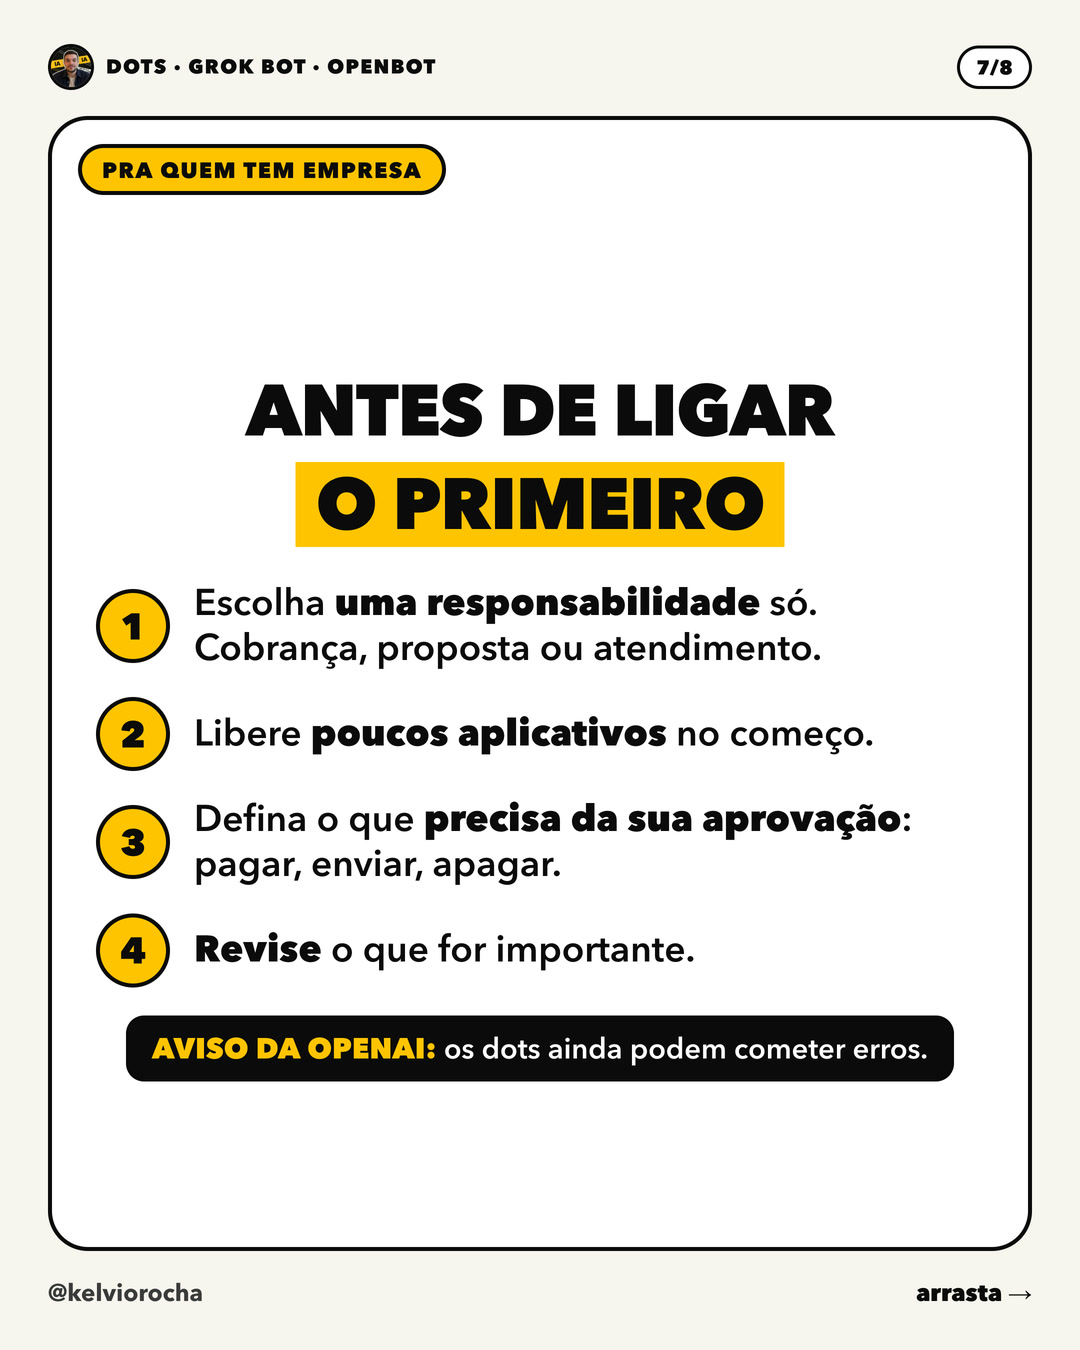 DOTS · GROK BOT · OPENBOT
7/8
PRA QUEM TEM EMPRESA
ANTES DE LIGAR
O PRIMEIRO
1
Escolha uma responsabilidade só.
Cobrança, proposta ou atendimento.
2
Libere poucos aplicativos no começo.
3
Defina o que precisa da sua aprovação:
pagar, enviar, apagar.
4
Revise o que for importante.
AVISO DA OPENAI: os dots ainda podem cometer erros.
@kelviorocha
arrasta →